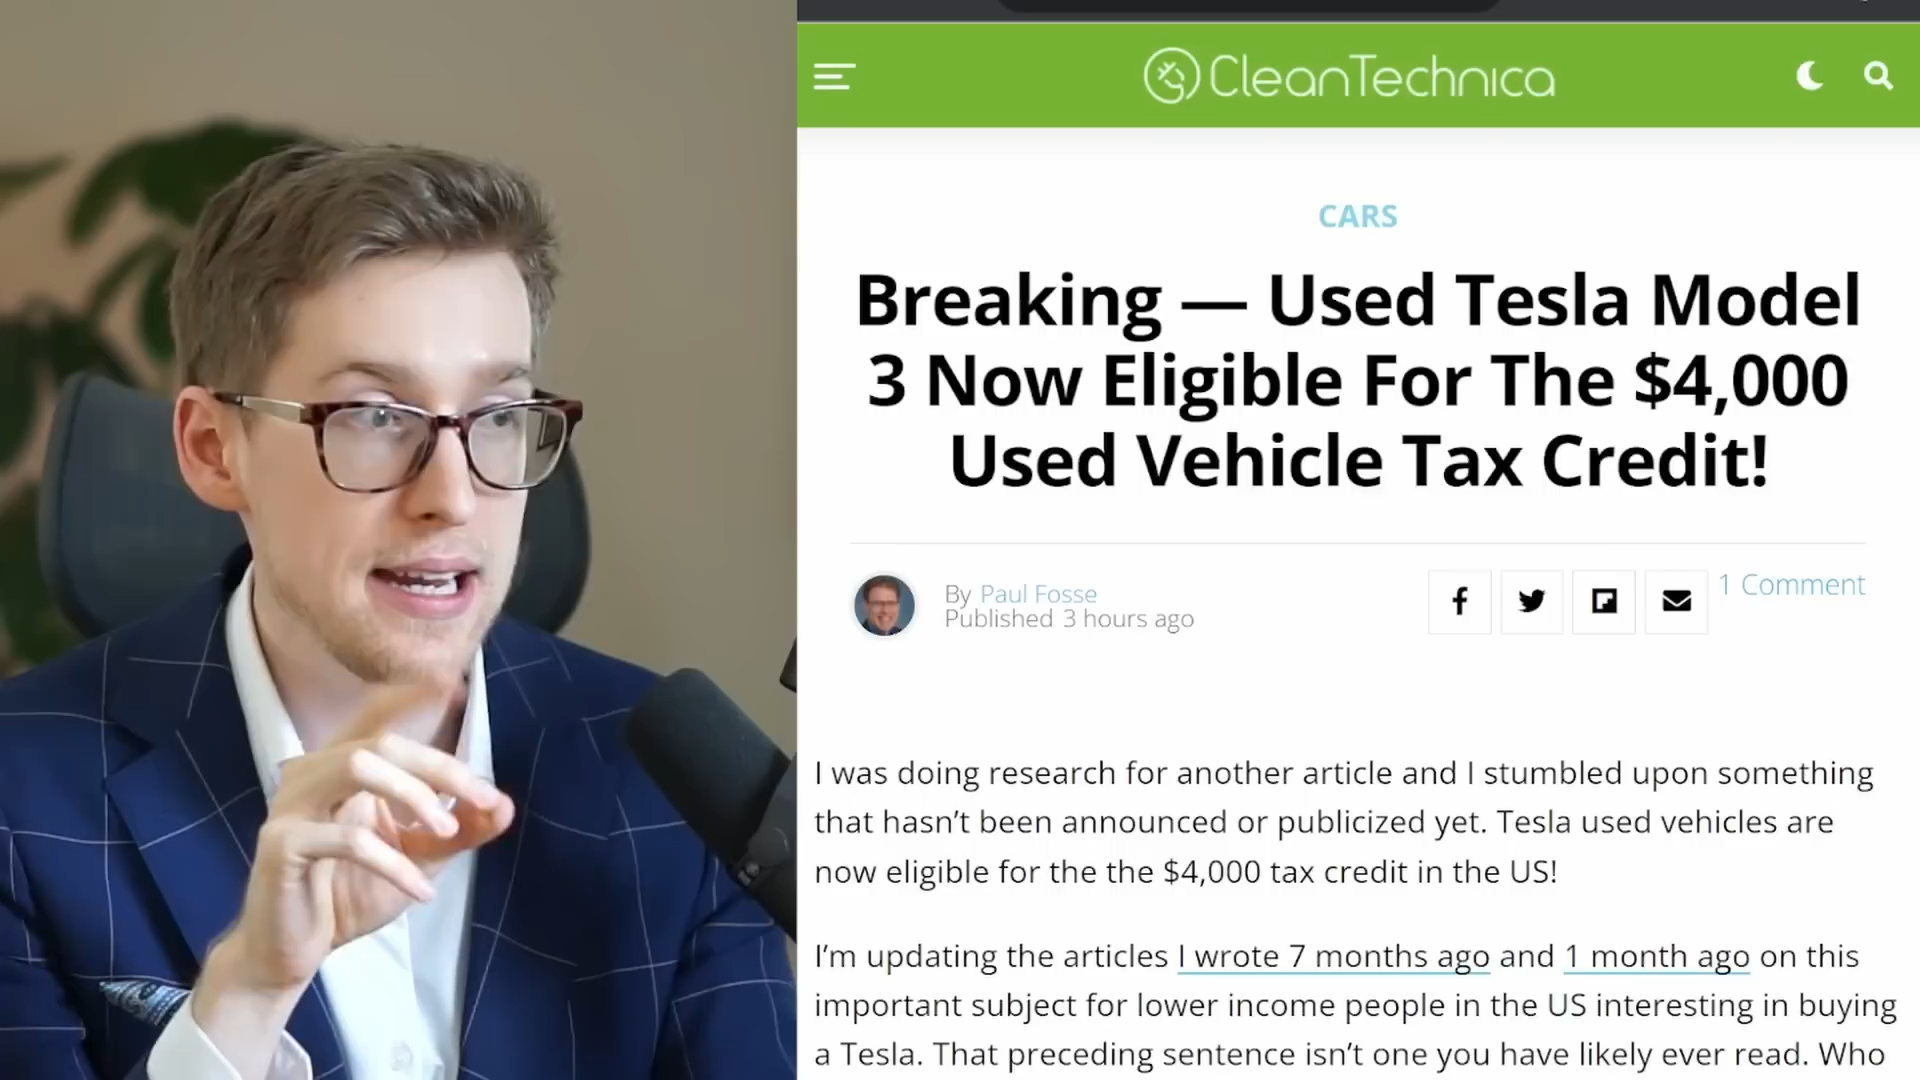 CleanTechnica
CARS
Breaking — Used Tesla Model
3 Now Eligible For The $4,000
Used Vehicle Tax Credit!
By Paul Fosse
Published 3 hours ago
1 Comment
I was doing research for another article and I stumbled upon something
that hasn't been announced or publicized yet. Tesla used vehicles are
now eligible for the the $4,000 tax credit in the US!
I'm updating the articles I wrote 7 months ago and 1 month ago on this
important subject for lower income people in the US interesting in buying
a Tesla. That preceding sentence isn't one you have likely ever read. Who